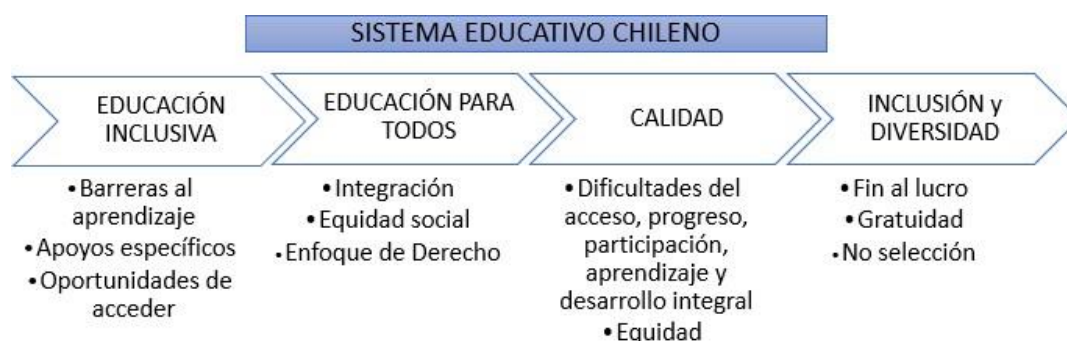 SISTEMA EDUCATIVO CHILENO
EDUCACIÓN
INCLUSIVA
• Barreras al
aprendizaje
• Apoyos específicos
• Oportunidades de
acceder
EDUCACIÓN PARA
TODOS
• Integración
• Equidad social
• Enfoque de Derecho
CALIDAD
• Dificultades del
acceso, progreso,
participación,
aprendizaje y
desarrollo integral
• Equidad
INCLUSIÓN y
DIVERSIDAD
• Fin al lucro
• Gratuidad
• No selección